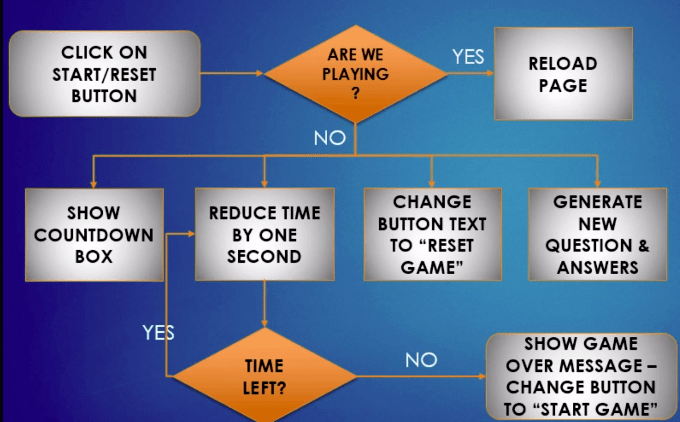 CLICK ON
START/RESET
BUTTON
ARE WE
PLAYING
?
YES
RELOAD
PAGE
NO
SHOW
COUNTDOWN
BOX
REDUCE TIME
BY ONE
SECOND
CHANGE
BUTTON TEXT
TO “RESET
GAME”
GENERATE
NEW
QUESTION &
ANSWERS
YES
TIME
LEFT?
NO
SHOW GAME
OVER MESSAGE –
CHANGE BUTTON
TO “START GAME”